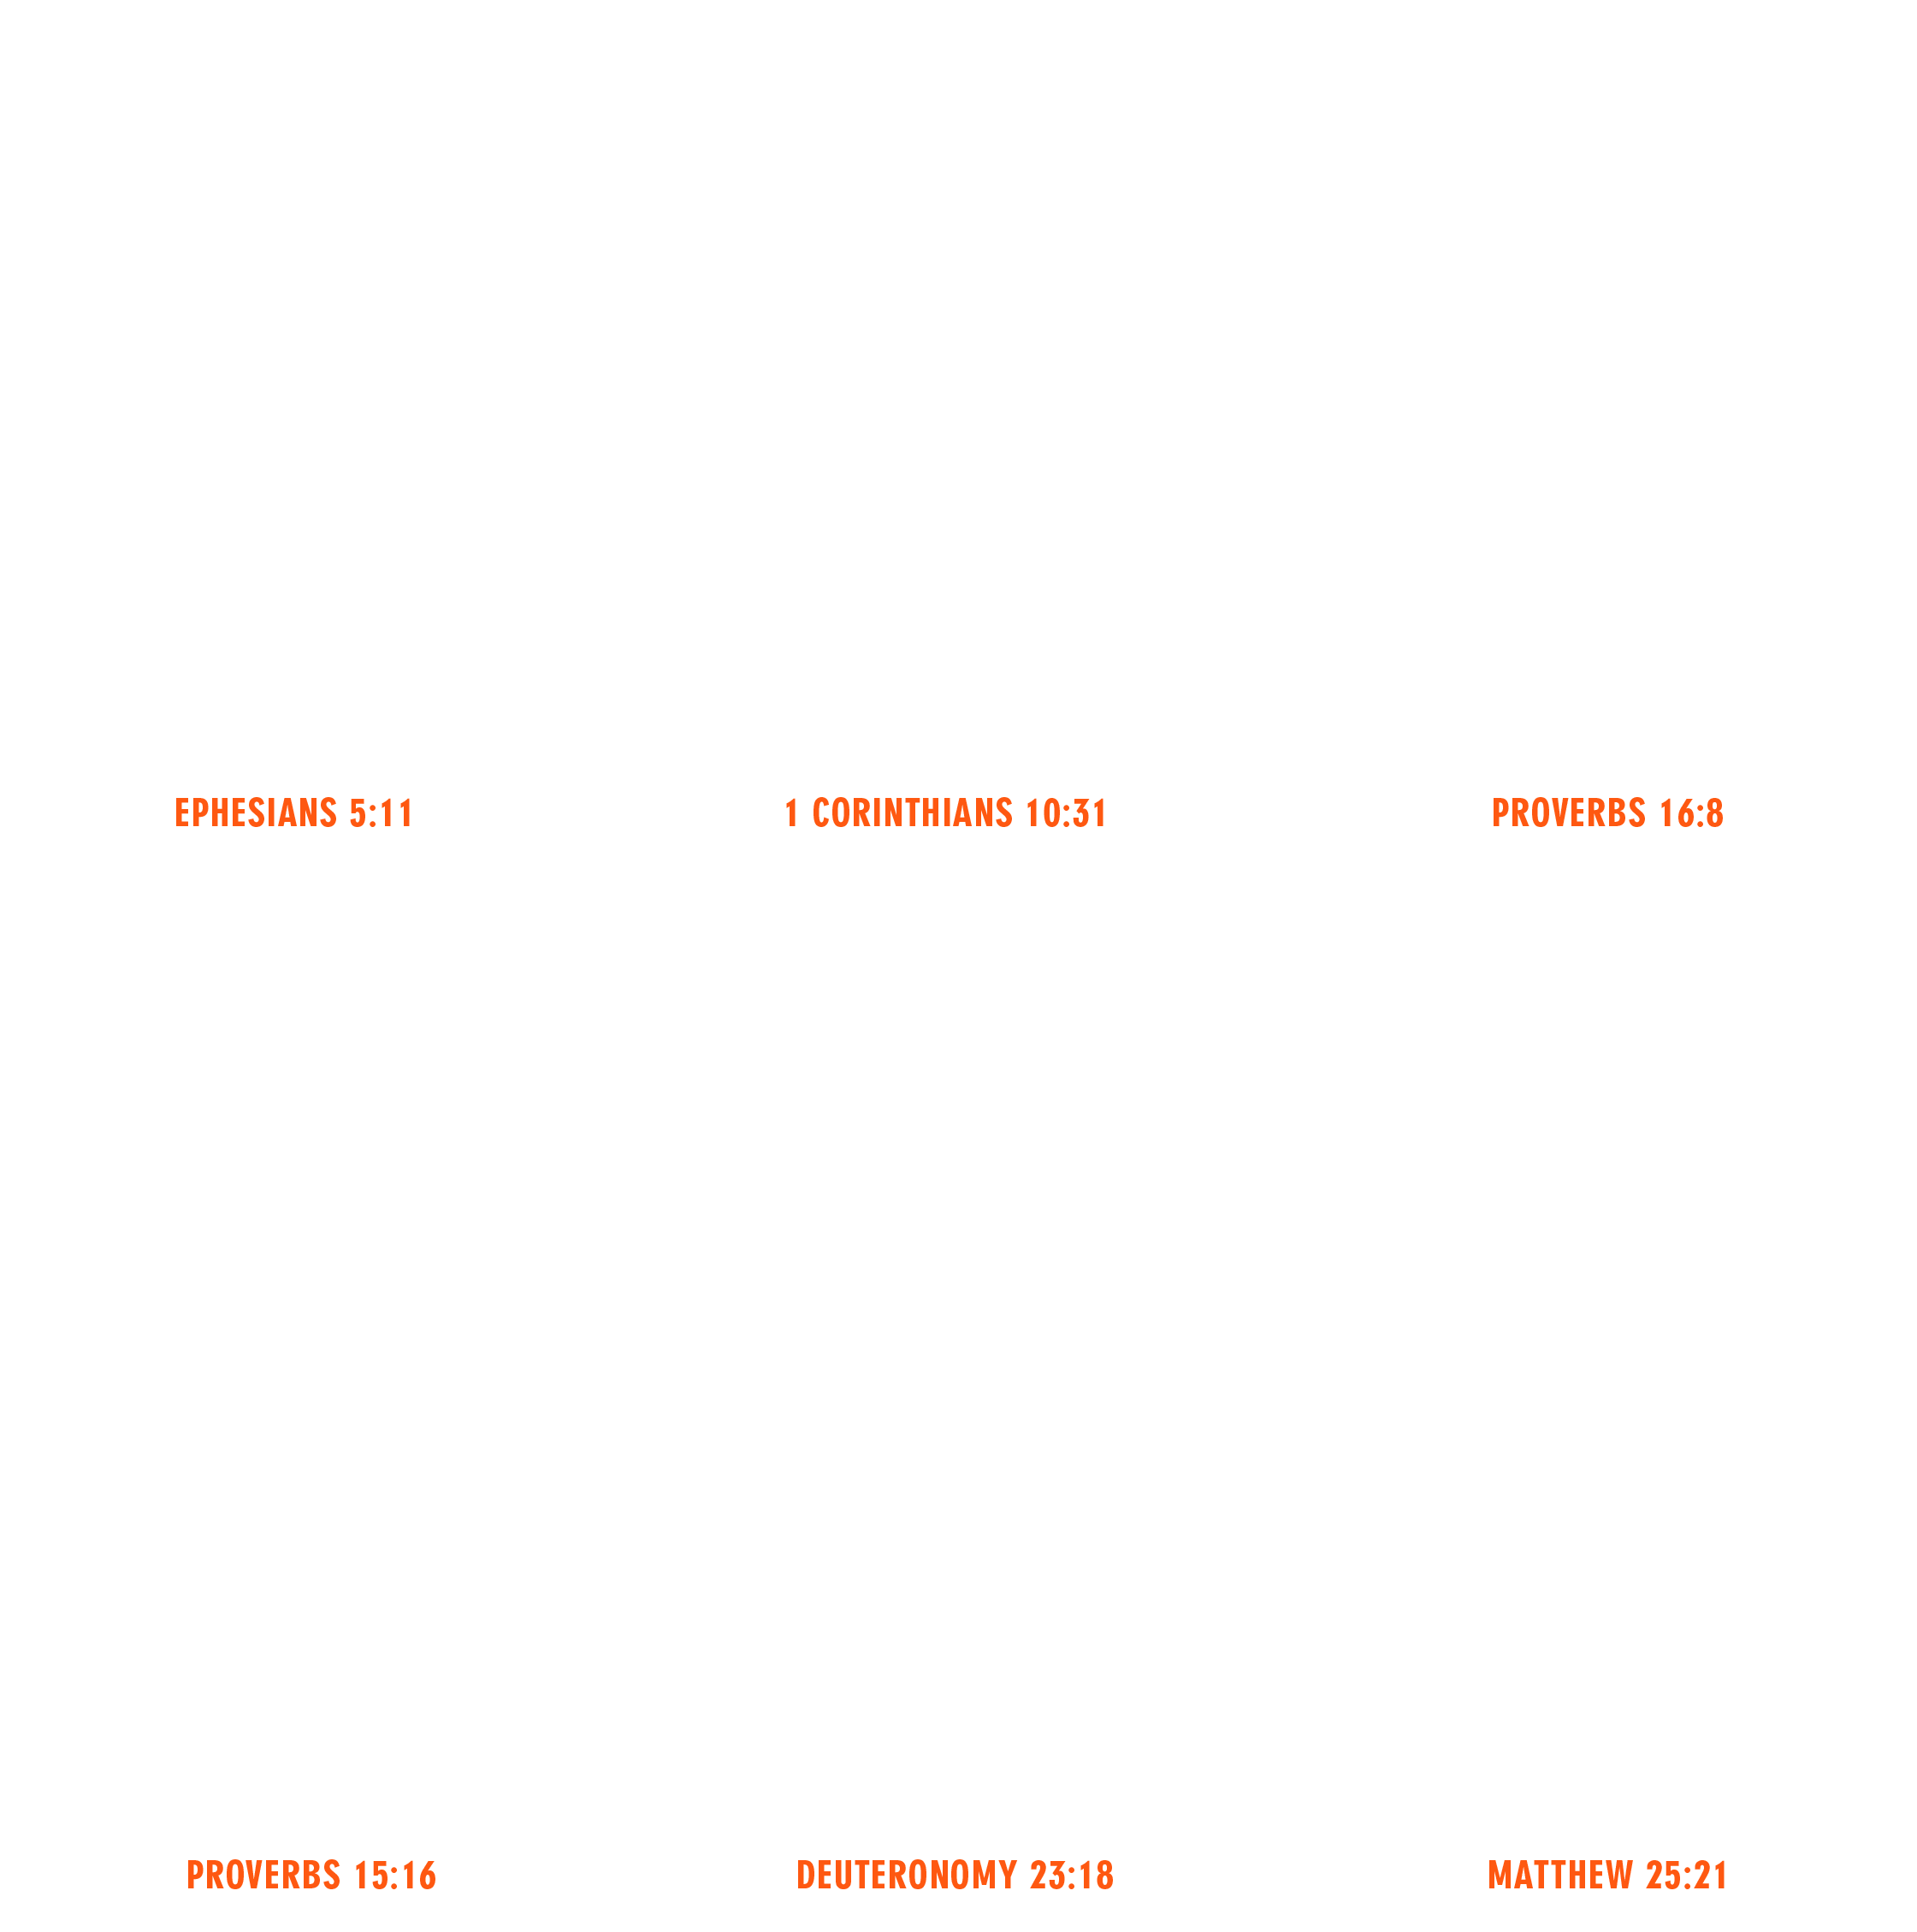 EPHESIANS 5:11
1 CORINTHIANS 10:31
PROVERBS 16:8
PROVERBS 15:16
DEUTERONOMY 23:18
MATTHEW 25:21